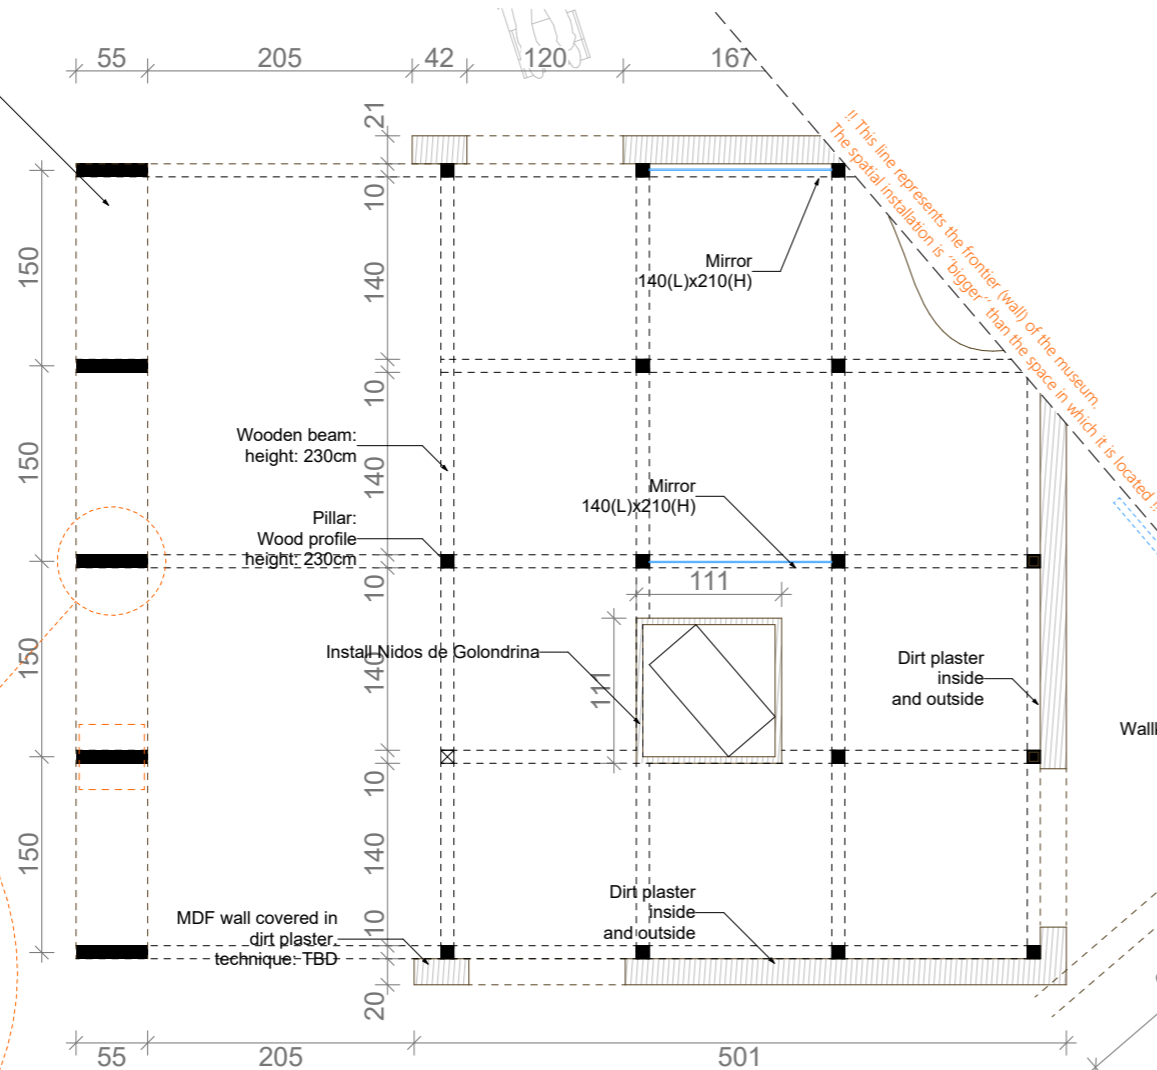 55
205
42
120
167
21
10
140
10
140
10
140
10
140
10
20
150
150
150
150
!! This line represents the frontier (wall) of the museum.
The spatial installation is ´´bigger´´ than the space in which it is located !!
Mirror
140(L)x210(H)
Wooden beam:
height: 230cm
Mirror
140(L)x210(H)
Pillar:
Wood profile
height: 230cm
111
111
Install Nidos de Golondrina
Dirt plaster
inside
and outside
Dirt plaster
inside
and outside
MDF wall covered in
dirt plaster.
technique: TBD
55
205
501